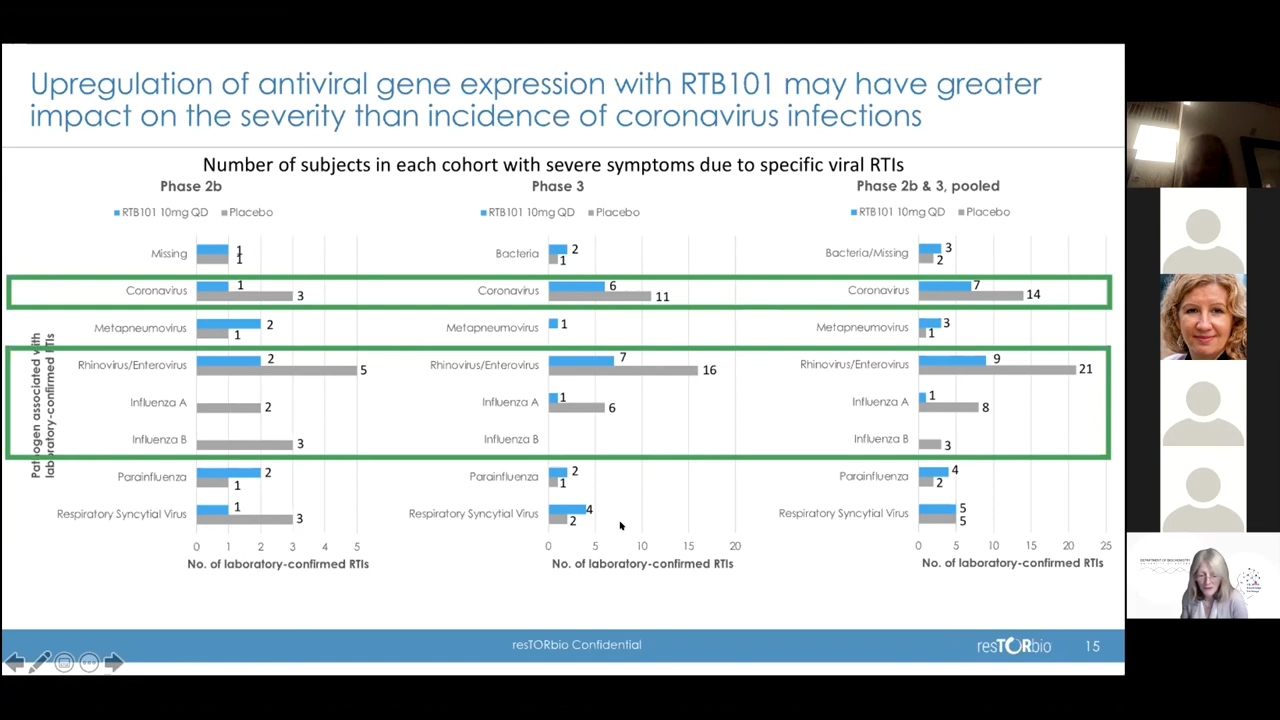 Upregulation of antiviral gene expression with RTB101 may have greater
impact on the severity than incidence of coronavirus infections
Number of subjects in each cohort with severe symptoms due to specific viral RTIs
Phase 2b
RTB101 10mg QD Placebo
Pathogen associated with
laboratory-confirmed RTIs
Missing 1
1
Coronavirus 1
3
Metapneumovirus 2
1
Rhinovirus/Enterovirus 2
5
Influenza A 2
Influenza B 3
Parainfluenza 2
1
Respiratory Syncytial Virus 1
3
0 1 2 3 4 5
No. of laboratory-confirmed RTIs
Phase 3
RTB101 10mg QD Placebo
Bacteria 2
1
Coronavirus 6
11
Metapneumovirus 1
Rhinovirus/Enterovirus 7
16
Influenza A 1
6
Influenza B
Parainfluenza 2
1
Respiratory Syncytial Virus 4
2
0 5 10 15 20
No. of laboratory-confirmed RTIs
Phase 2b & 3, pooled
RTB101 10mg QD Placebo
Bacteria/Missing 3
2
Coronavirus 7
14
Metapneumovirus 3
1
Rhinovirus/Enterovirus 9
21
Influenza A 1
8
Influenza B 3
Parainfluenza 4
2
Respiratory Syncytial Virus 5
5
0 5 10 15 20 25
No. of laboratory-confirmed RTIs
resTORbio Confidential
resTORbio
15
DEPARTMENT OF BIOCHEMISTRY